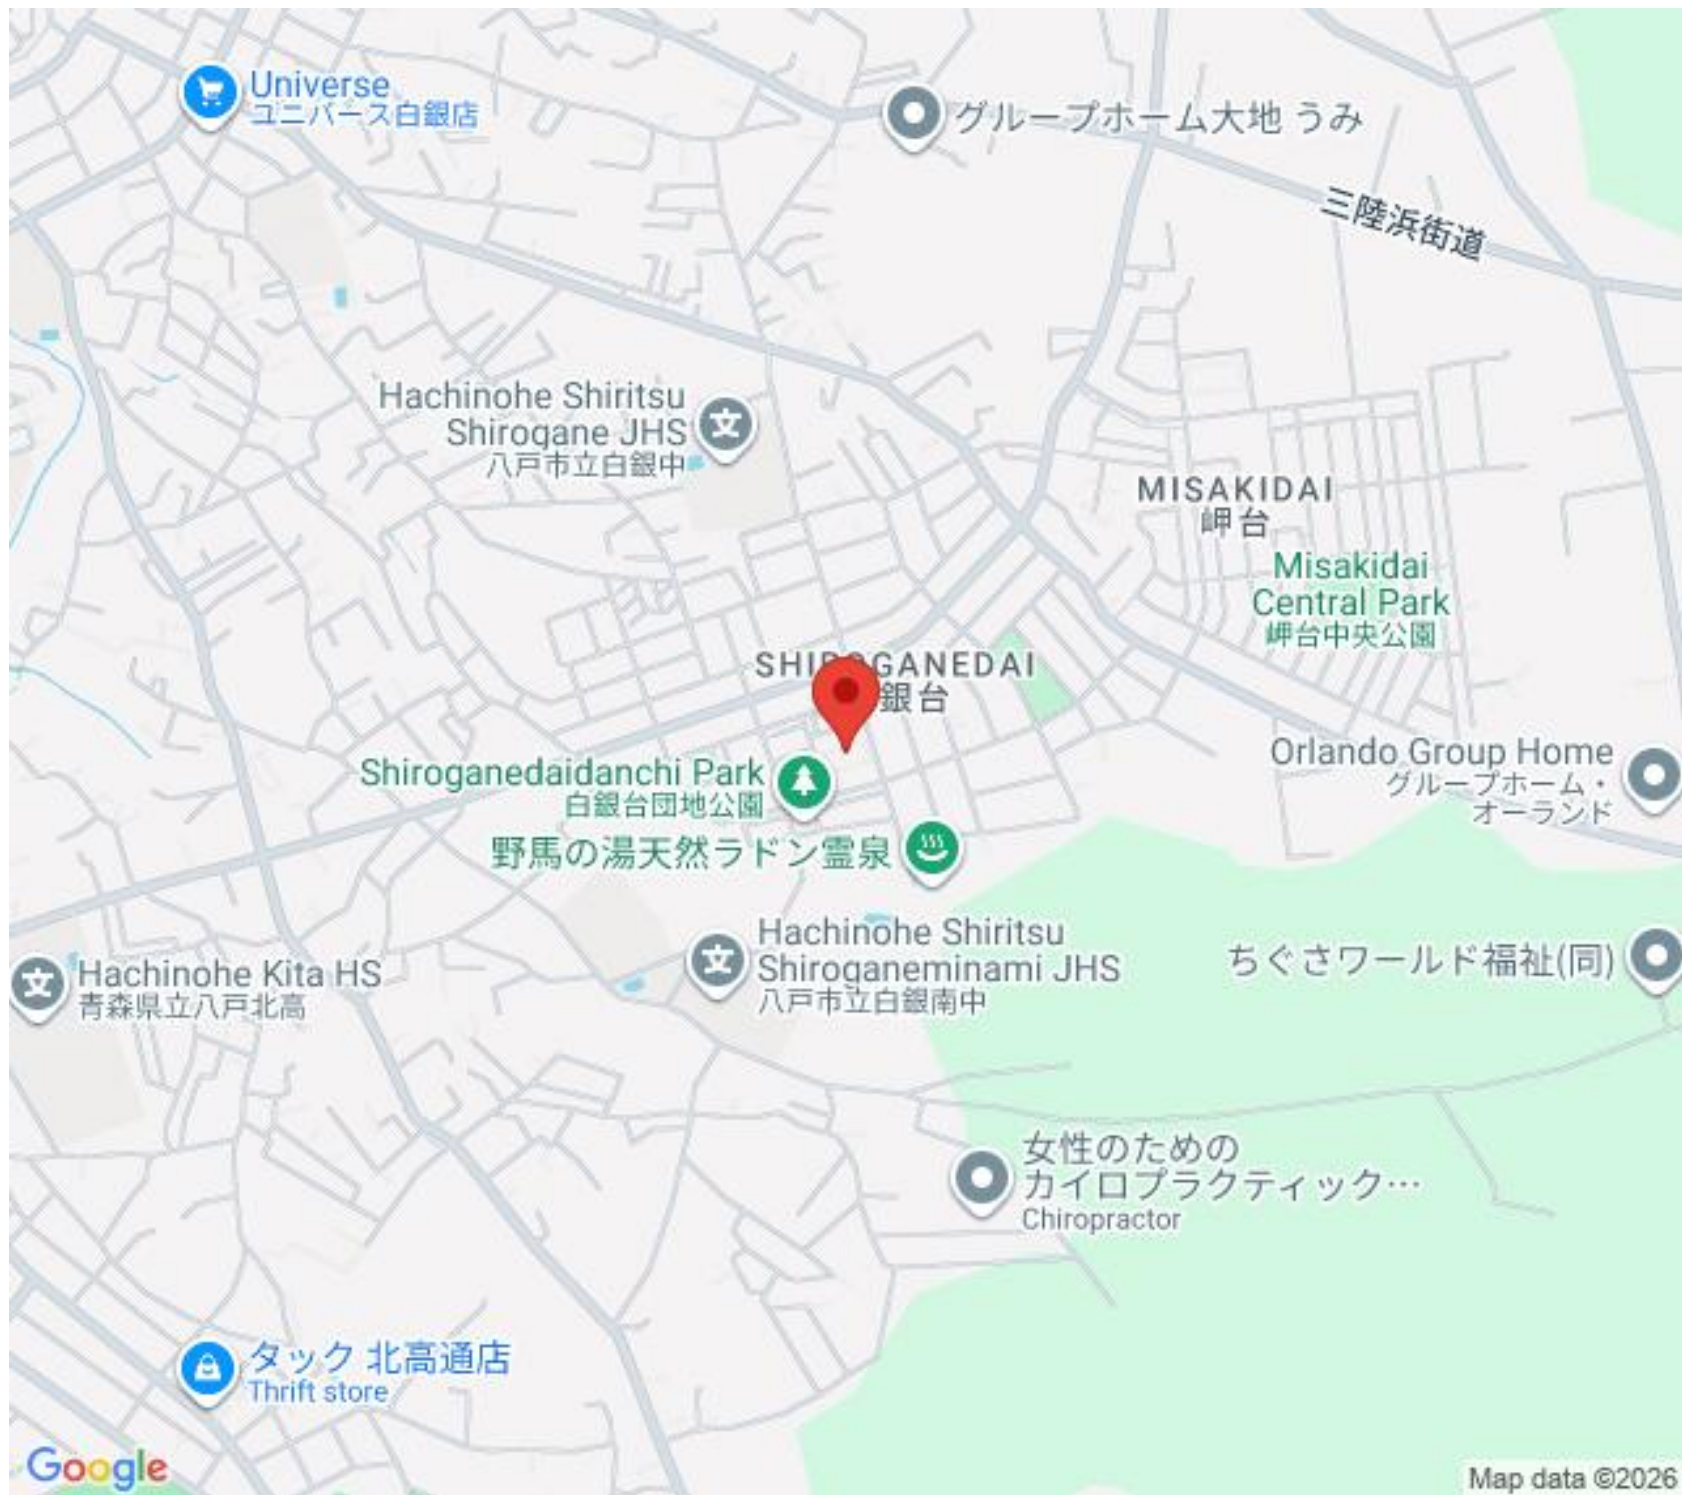 Universe
ユニバース白銀店
グループホーム大地 うみ
三陸浜街道
Hachinohe Shiritsu
Shirogane JHS
八戸市立白銀中
MISAKIDAI
岬台
Misakidai
Central Park
岬台中央公園
SHIROGANEDAI
銀台
Shiroganedaidanchi Park
白銀台団地公園
Orlando Group Home
グループホーム・
オーランド
野馬の湯天然ラドン霊泉
Hachinohe Shiritsu
Shiroganeminami JHS
八戸市立白銀南中
ちぐさワールド福祉(同)
Hachinohe Kita HS
青森県立八戸北高
女性のための
カイロプラクティック…
Chiropractor
タック 北高通店
Thrift store
Google
Map data ©2026